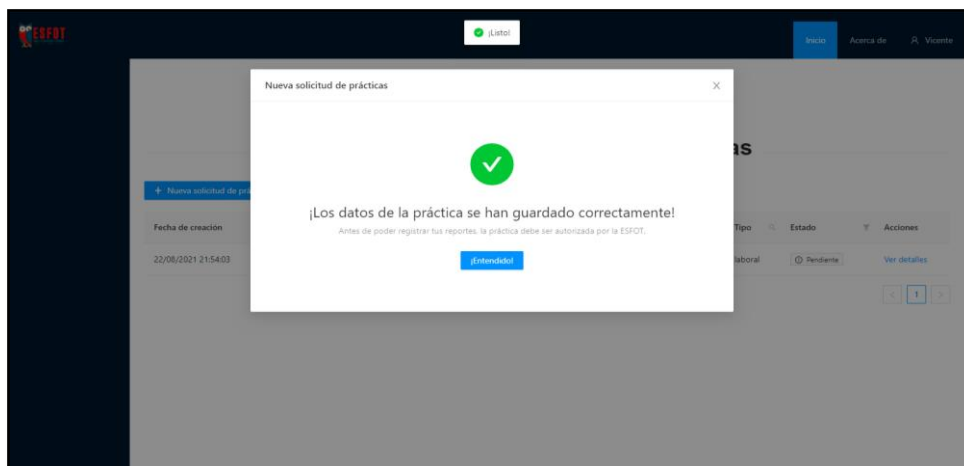 ESFOT
¡Listo!
Inicio
Acerca de
Vicente
Nueva solicitud de prácticas
as
+ Nueva solicitud de prá
¡Los datos de la práctica se han guardado correctamente!
Antes de poder registrar tus reportes, la práctica debe ser autorizada por la ESFOT.
¡Entendido!
Fecha de creación
Tipo
Estado
Acciones
22/08/2021 21:54:03
laboral
Pendiente
Ver detalles
< 1 >